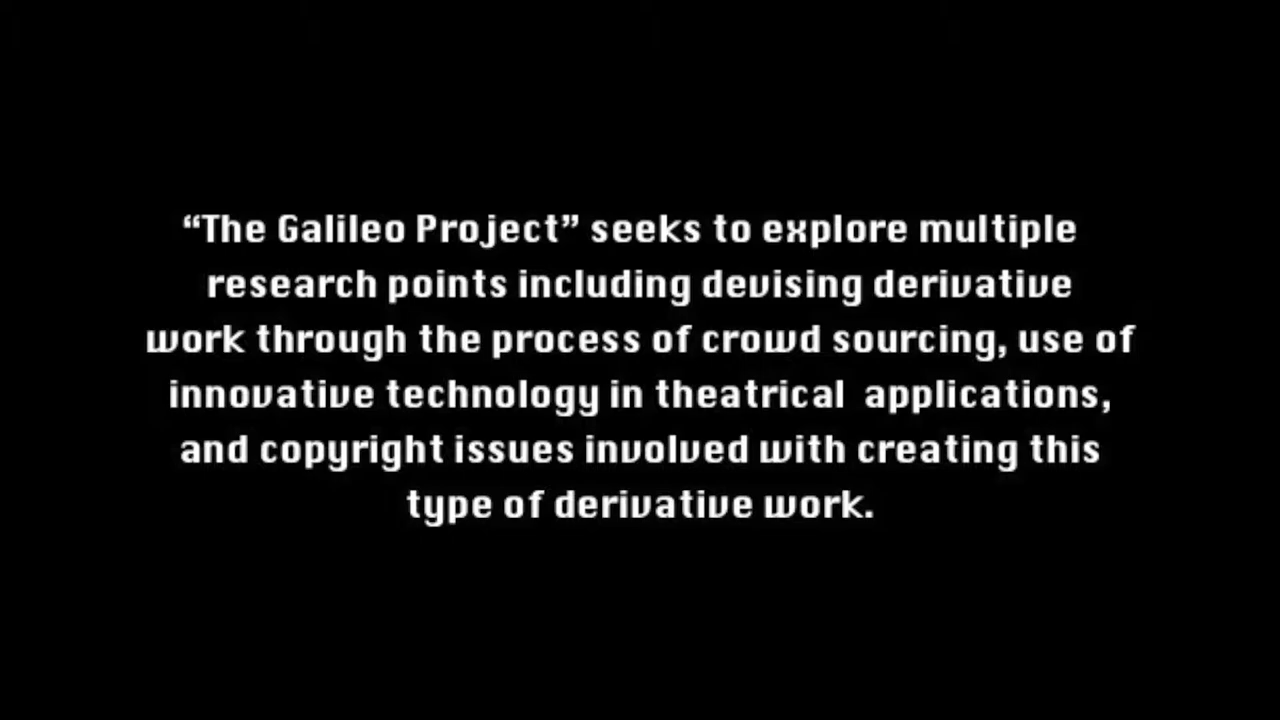 “The Galileo Project” seeks to explore multiple
research points including devising derivative
work through the process of crowd sourcing, use of
innovative technology in theatrical  applications,
and copyright issues involved with creating this
type of derivative work.